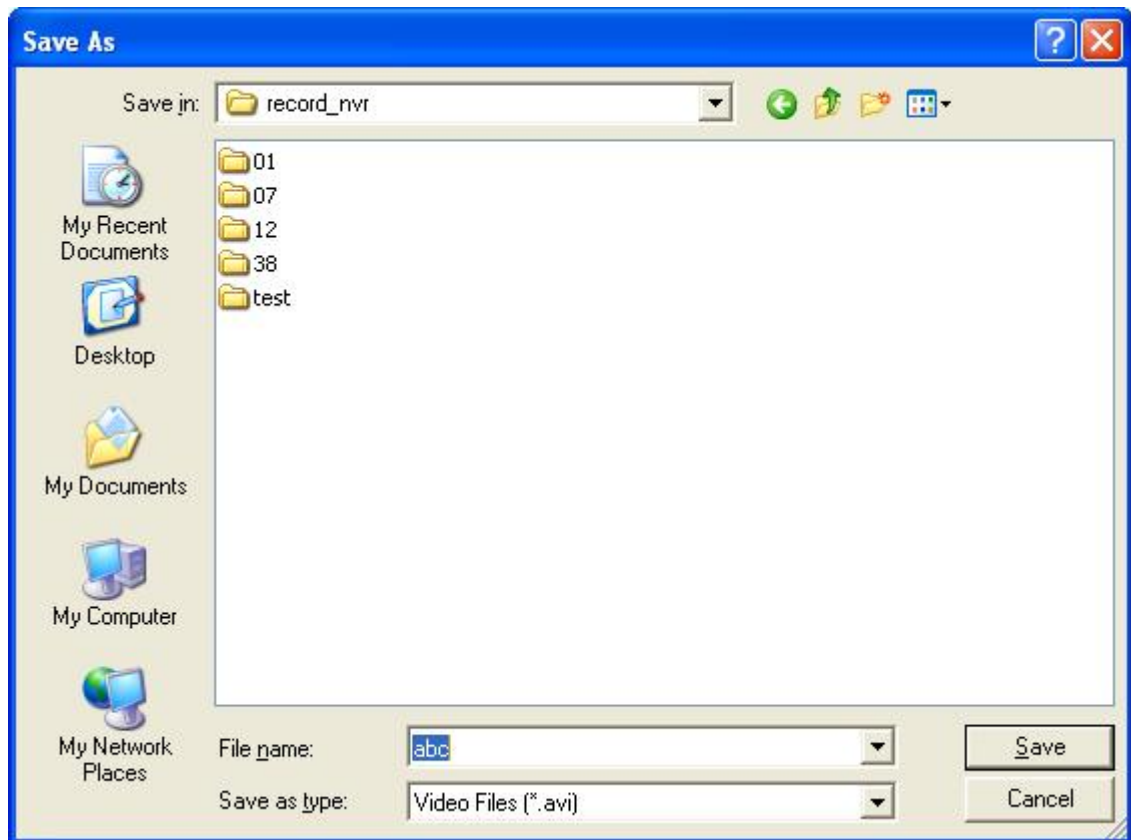 Save As
Save in: record_nvr
01
07
12
38
test
My Recent
Documents
Desktop
My Documents
My Computer
My Network
Places
File name: abc
Save
Save as type: Video Files (*.avi)
Cancel